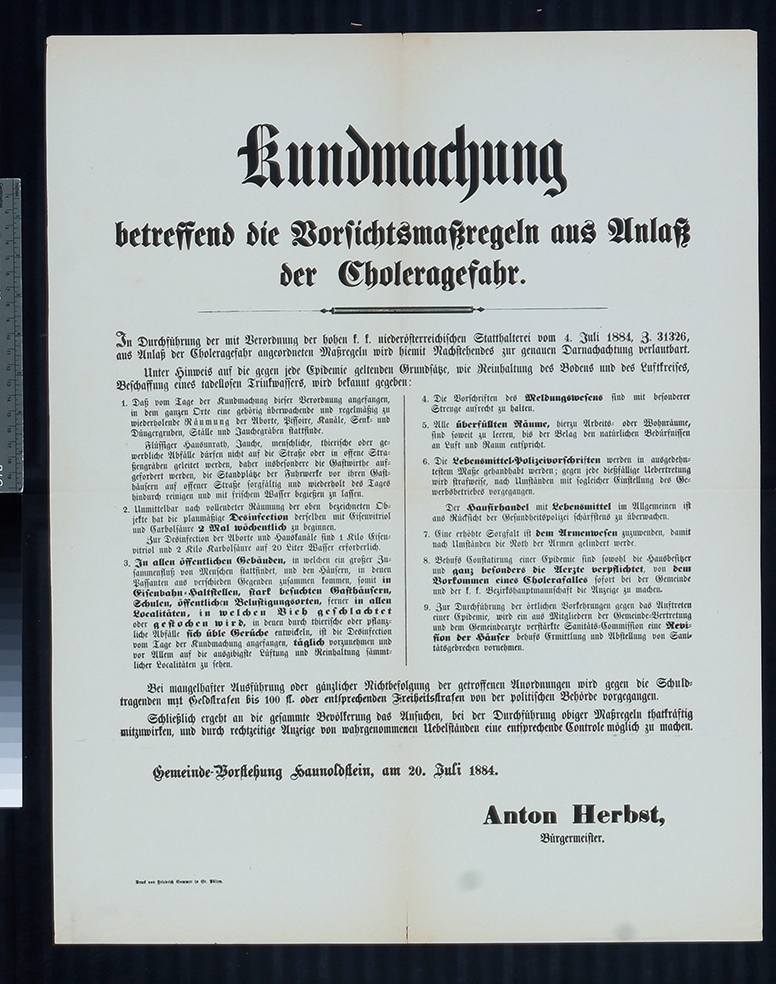 Kundmachung
betreffend die Vorsichtsmaßregeln aus Anlaß
der Choleragefahr.
In Durchführung der mit Verordnung der hohen k. k. niederösterreichischen Statthalterei vom 4. Juli 1884, Z. 31326,
aus Anlaß der Choleragefahr angeordneten Maßregeln wird hiemit Nachstehendes zur genauen Darnachachtung verlautbart.
Unter Hinweis auf die gegen jede Epidemie geltenden Grundsätze, wie Reinhaltung des Bodens und des Luftkreises,
Beschaffung eines tadellosen Trinkwassers, wird bekannt gegeben:
1. Daß vom Tage der Kundmachung dieser Verordnung angefangen,
in dem ganzen Orte eine gehörig überwachende und regelmäßig zu
wiederholende Räumung der Aborte, Pissoire, Kanäle, Senk- und
Düngergruben, Ställe und Jauchegräben stattfinde.
Flüssiger Hausunrath, Jauche, menschliche, thierische oder ge-
werbliche Abfälle dürfen nicht auf die Straße oder in offene Stra-
ßengräben geleitet werden, daher insbesondere die Gastwirthe auf-
gefordert werden, die Standplätze der Fuhrwerke vor ihren Gast-
häusern auf offener Straße sorgfältig und wiederholt des Tages
hindurch reinigen und mit frischem Wasser begießen zu lassen.
2. Unmittelbar nach vollendeter Räumung der oben bezeichneten Ob-
jekte hat die planmäßige Desinfection derselben mit Eisenvitriol
und Carbolsäure 2 Mal wöchentlich zu beginnen.
Zur Desinfection der Aborte und Hauskanäle sind 1 Kilo Eisen-
vitriol und 2 Kilo Karbolsäure auf 20 Liter Wasser erforderlich.
3. In allen öffentlichen Gebäuden, in welchen ein großer Zu-
sammenfluß von Menschen stattfindet, und den Häusern, in denen
Passanten aus verschieden Gegenden zusammen kommen, somit in
Eisenbahn-Haltstellen, stark besuchten Gasthäusern,
Schulen, öffentlichen Belustigungsorten, ferner in allen
Localitäten, in welchen Vieh geschlachtet
oder gestochen wird, in denen durch thierische oder pflanz-
liche Abfälle sich üble Gerüche entwickeln, ist die Desinfection
vom Tage der Kundmachung angefangen, täglich vorzunehmen und
vor Allem auf die ausgibigste Lüftung und Reinhaltung sämmt-
licher Localitäten zu sehen.
4. Die Vorschriften des Meldungswesens sind mit besonderer
Strenge aufrecht zu halten.
5. Alle überfüllten Räume, hierzu Arbeits- oder Wohnräume,
sind soweit zu leeren, bis der Belag den natürlichen Bedürfnissen
an Luft und Raum entspricht.
6. Die Lebensmittel-Polizeivorschriften werden in ausgedehn-
testem Maße gehandhabt werden; gegen jede dießfällige Uebertretung
wird strafweise, nach Umständen mit sogleicher Einstellung des Ge-
werbsbetriebes vorgegangen.
Der Hausirhandel mit Lebensmittel im Allgemeinen ist
aus Rücksicht der Gesundheitspolizei schärfstens zu überwachen.
7. Eine erhöhte Sorgfalt ist dem Armenwesen zuzuwenden, damit
nach Umständen die Noth der Armen gelindert werde.
8. Behufs Constatirung einer Epidemie sind sowohl die Hausbesitzer
und ganz besonders die Aerzte verpflichtet, von dem
Vorkommen eines Cholerafalles sofort bei der Gemeinde
und der k. k. Bezirkshauptmannschaft die Anzeige zu machen.
9. Zur Durchführung der örtlichen Vorkehrungen gegen das Auftreten
einer Epidemie, wird ein aus Mitgliedern der Gemeinde-Vertretung
und dem Gemeindearzte verstärkte Sanitäts-Commission eine Revi-
sion der Häuser behufs Ermittlung und Abstellung von Sani-
tätsgebrechen vornehmen.
Bei mangelhafter Ausführung oder gänzlicher Nichtbefolgung der getroffenen Anordnungen wird gegen die Schuld-
tragenden mit Geldstrafen bis 100 fl. oder entsprechenden Freiheitsstrafen von der politischen Behörde vorgegangen.
Schließlich ergeht an die gesammte Bevölkerung das Ansuchen, bei der Durchführung obiger Maßregeln thatkräftig
mitzuwirken, und durch rechtzeitige Anzeige von wahrgenommenen Uebelständen eine entsprechende Controle möglich zu machen.
Gemeinde-Vorstehung Haunoldstein, am 20. Juli 1884.
Anton Herbst,
Bürgermeister.
Druck von Friedrich Sommer in St. Pölten.